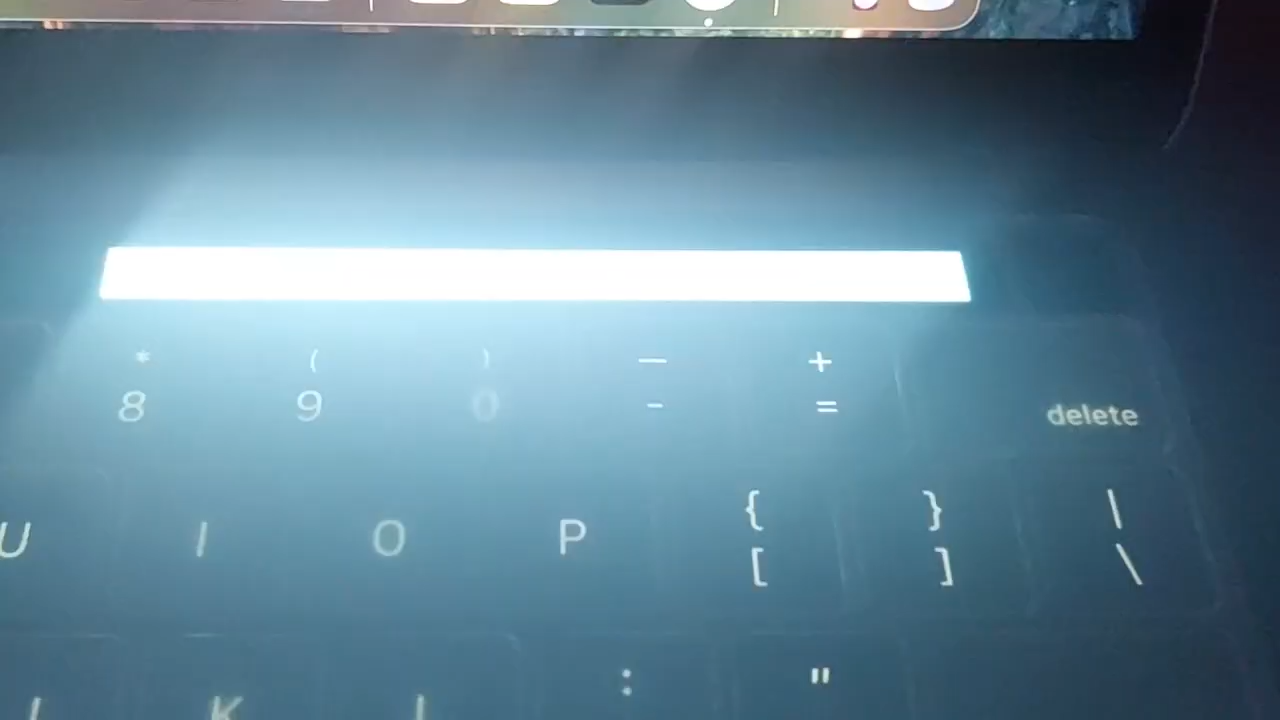 * ( ) — +
8 9 0 - =
delete
{ } |
U I O P
[ ] \
: "
K